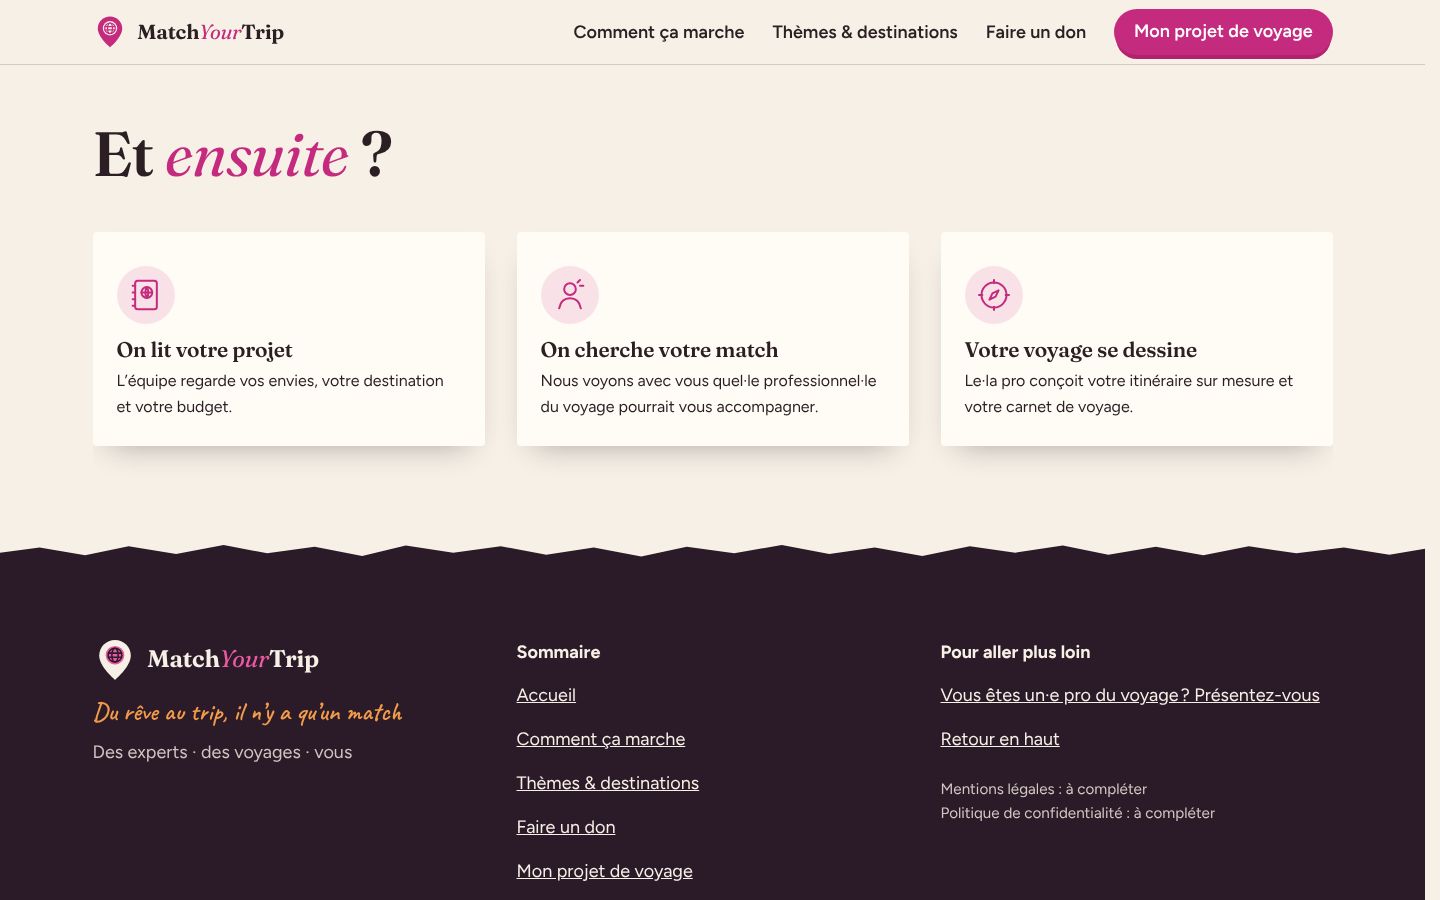 MatchYourTrip
Comment ça marche
Thèmes & destinations
Faire un don
Mon projet de voyage
Et ensuite ?
On lit votre projet
L’équipe regarde vos envies, votre destination
et votre budget.
On cherche votre match
Nous voyons avec vous quel·le professionnel·le
du voyage pourrait vous accompagner.
Votre voyage se dessine
Le·la pro conçoit votre itinéraire sur mesure et
votre carnet de voyage.
MatchYourTrip
Du rêve au trip, il n’y a qu’un match
Des experts · des voyages · vous
Sommaire
Accueil
Comment ça marche
Thèmes & destinations
Faire un don
Mon projet de voyage
Pour aller plus loin
Vous êtes un·e pro du voyage ? Présentez-vous
Retour en haut
Mentions légales : à compléter
Politique de confidentialité : à compléter